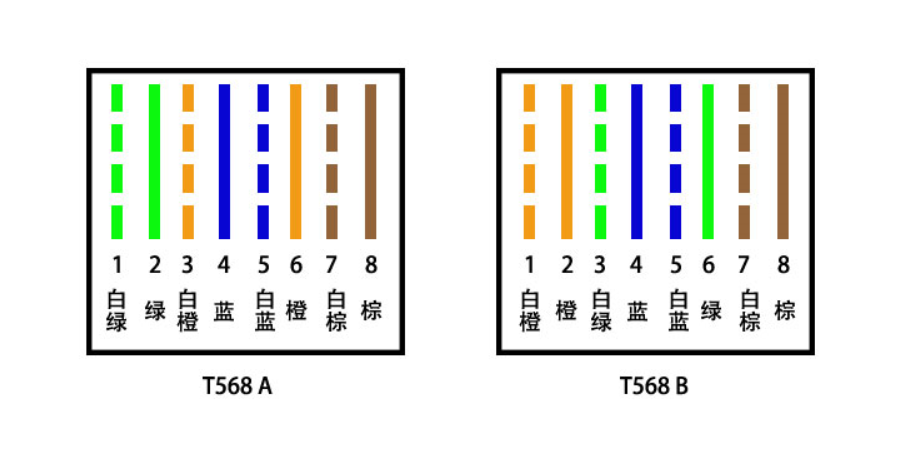 1 2 3 4 5 6 7 8
白绿 绿 白橙 蓝 白蓝 橙 白棕 棕
T568 A
1 2 3 4 5 6 7 8
白橙 橙 白绿 蓝 白蓝 绿 白棕 棕
T568 B